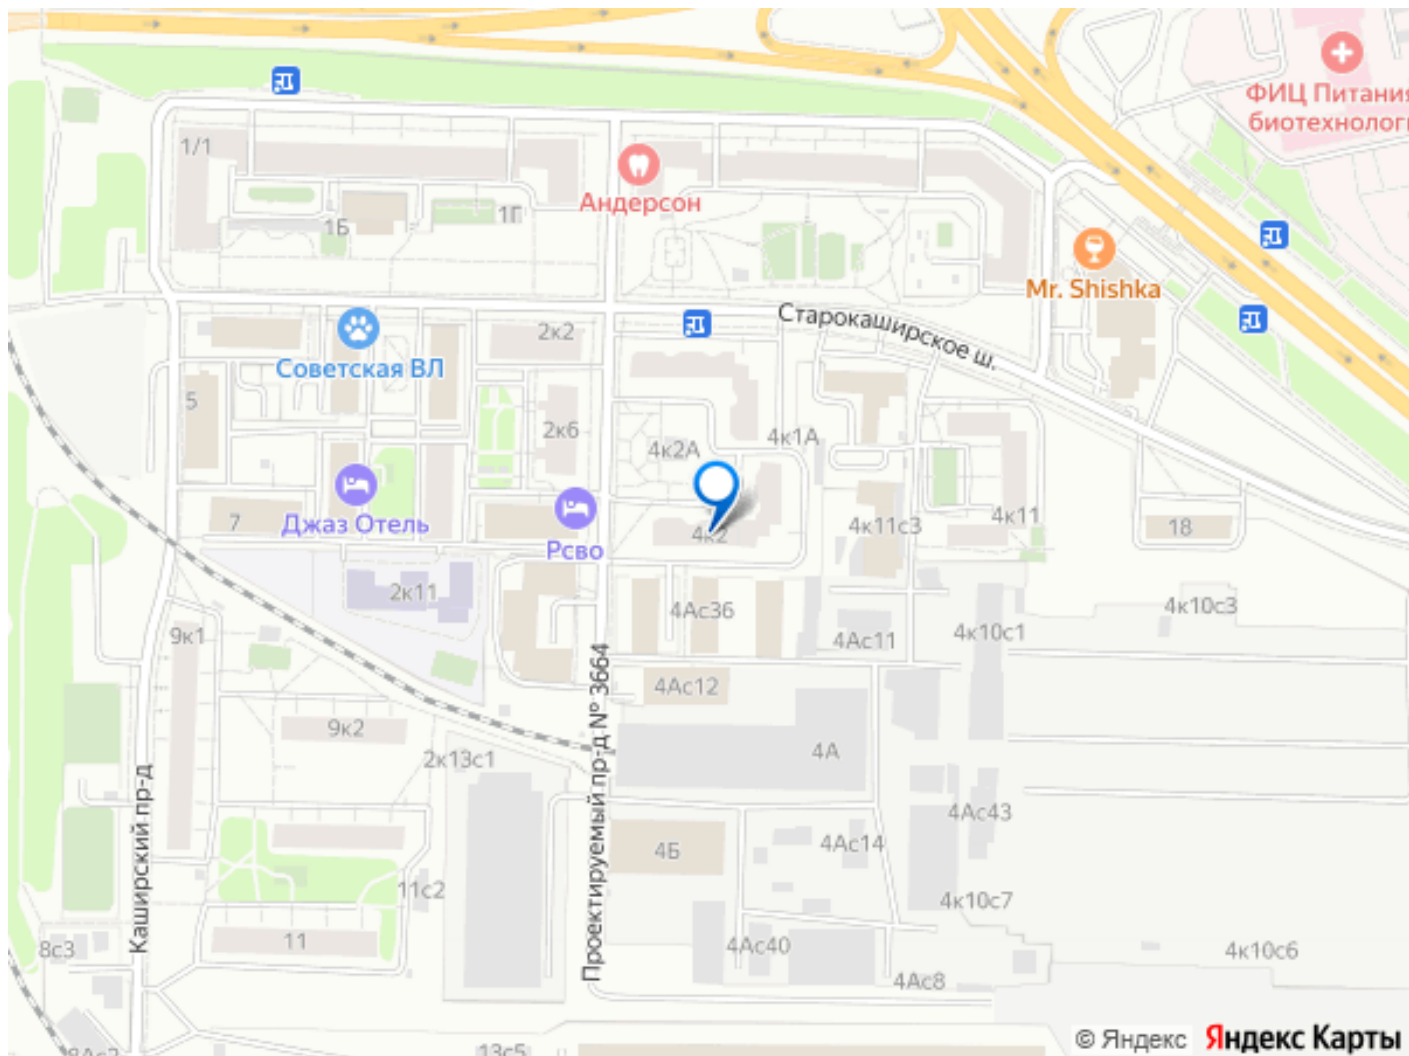 ФИЦ Питания
биотехнологи
1/1
Андерсон
1Б
1Г
Mr. Shishka
Старокаширское ш.
2к2
Советская ВЛ
5
2к6
4к1А
4к2А
7
Джаз Отель
Рсво
4к2
4к11с3
4к11
18
2к11
4Ас36
4Ас11
4к10с1
4к10с3
9к1
4Ас12
Проектируемый пр-д № 3664
9к2
2к13с1
4А
Каширский пр-д
4Ас43
4Б
4Ас14
11с2
4к10с7
11
8с3
4Ас40
4к10с6
4Ас8
8Ас2
13с5
© Яндекс Яндекс Карты